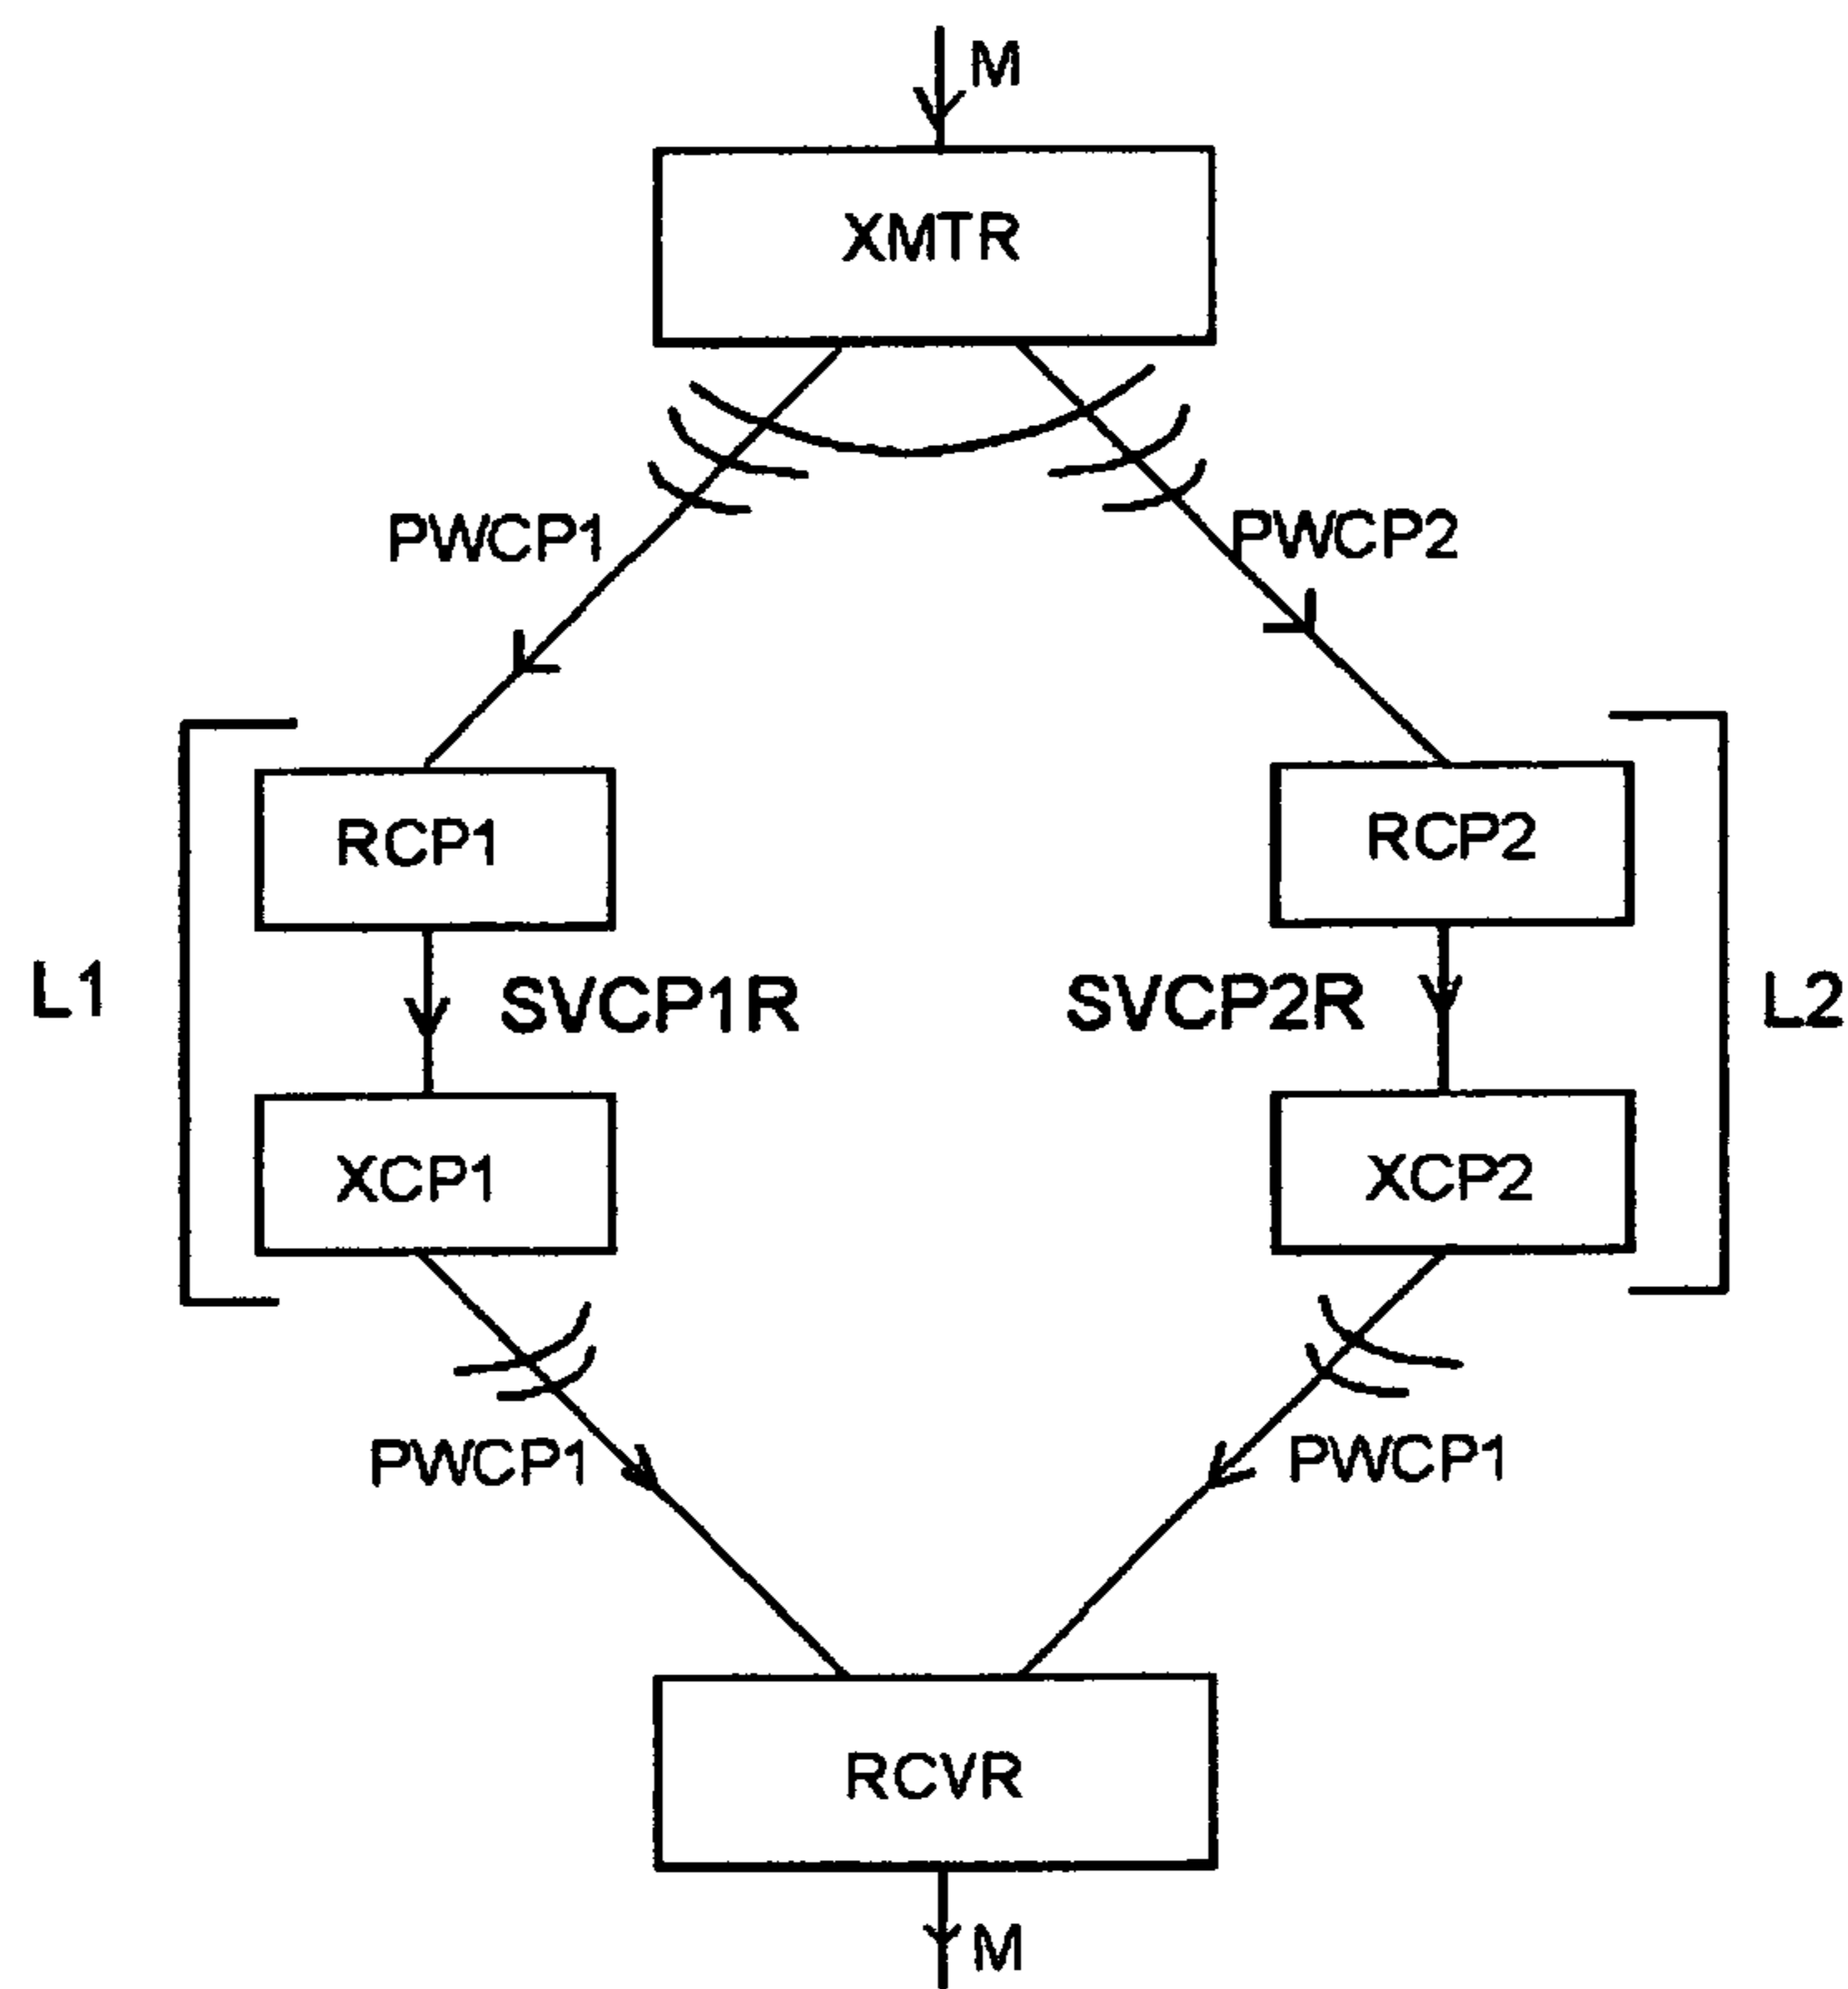 M
XMTR
PWCP1
PWCP2
RCP1
RCP2
L1
SVCP1R
SVCP2R
L2
XCP1
XCP2
PWCP1
PWCP1
RCVR
M